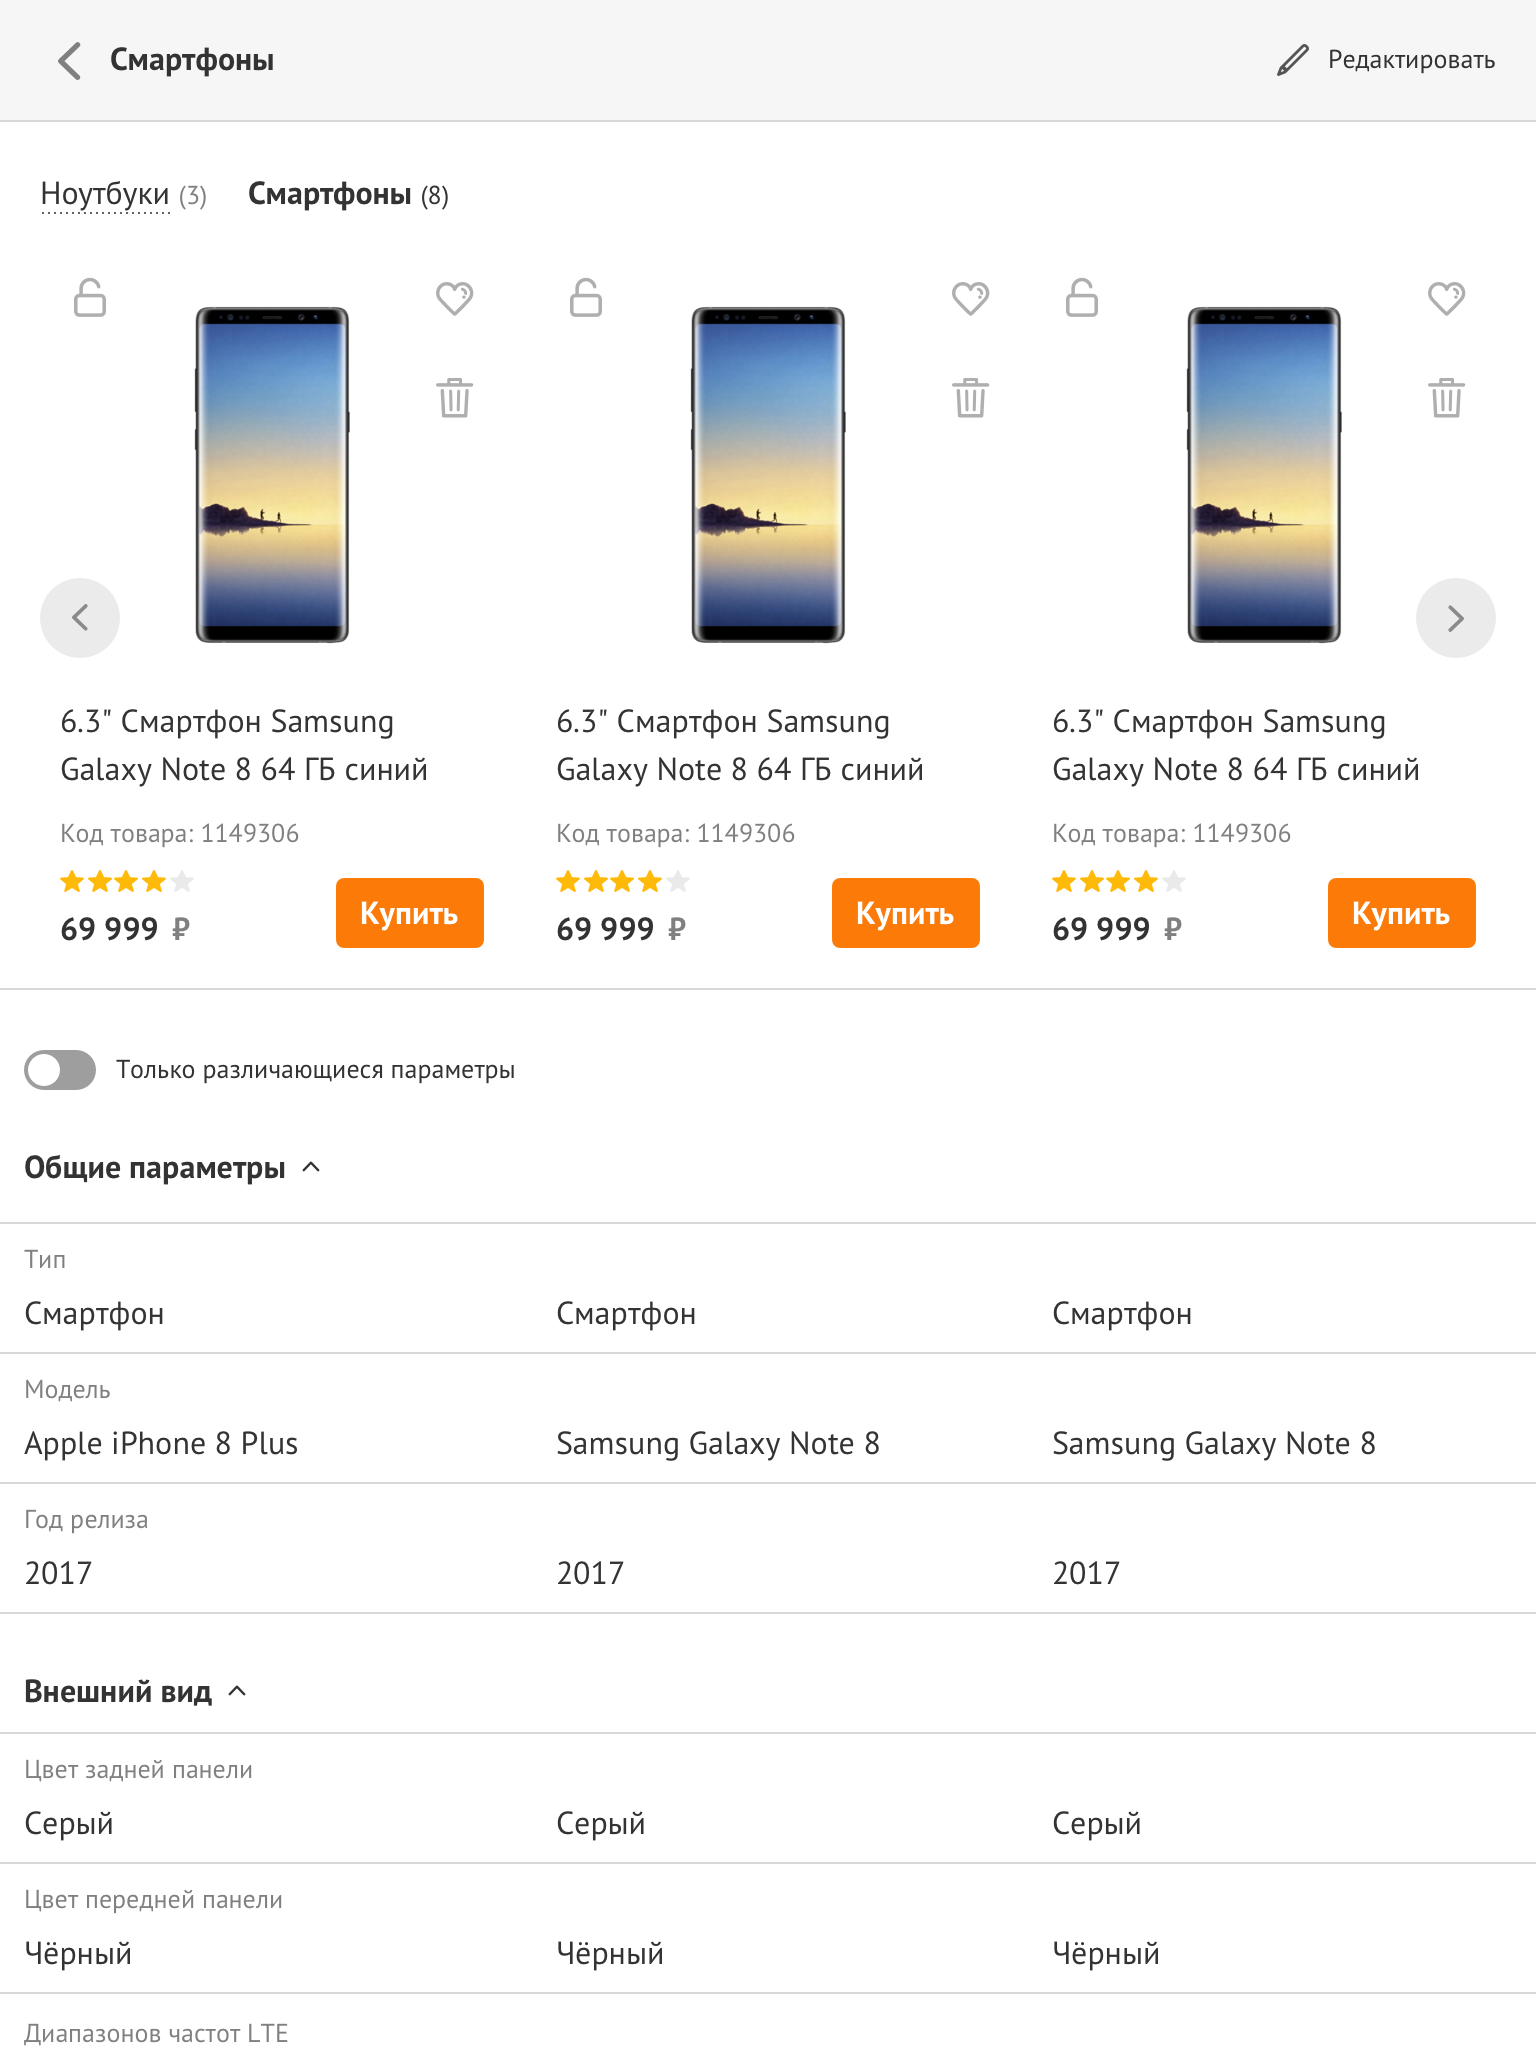 Смартфоны
Редактировать
Ноутбуки (3) Смартфоны (8)
6.3" Смартфон Samsung
Galaxy Note 8 64 ГБ синий
Код товара: 1149306
69 999 ₽
Купить
6.3" Смартфон Samsung
Galaxy Note 8 64 ГБ синий
Код товара: 1149306
69 999 ₽
Купить
6.3" Смартфон Samsung
Galaxy Note 8 64 ГБ синий
Код товара: 1149306
69 999 ₽
Купить
Только различающиеся параметры
Общие параметры
Тип
Смартфон Смартфон Смартфон
Модель
Apple iPhone 8 Plus Samsung Galaxy Note 8 Samsung Galaxy Note 8
Год релиза
2017 2017 2017
Внешний вид
Цвет задней панели
Серый Серый Серый
Цвет передней панели
Чёрный Чёрный Чёрный
Диапазонов частот LTE